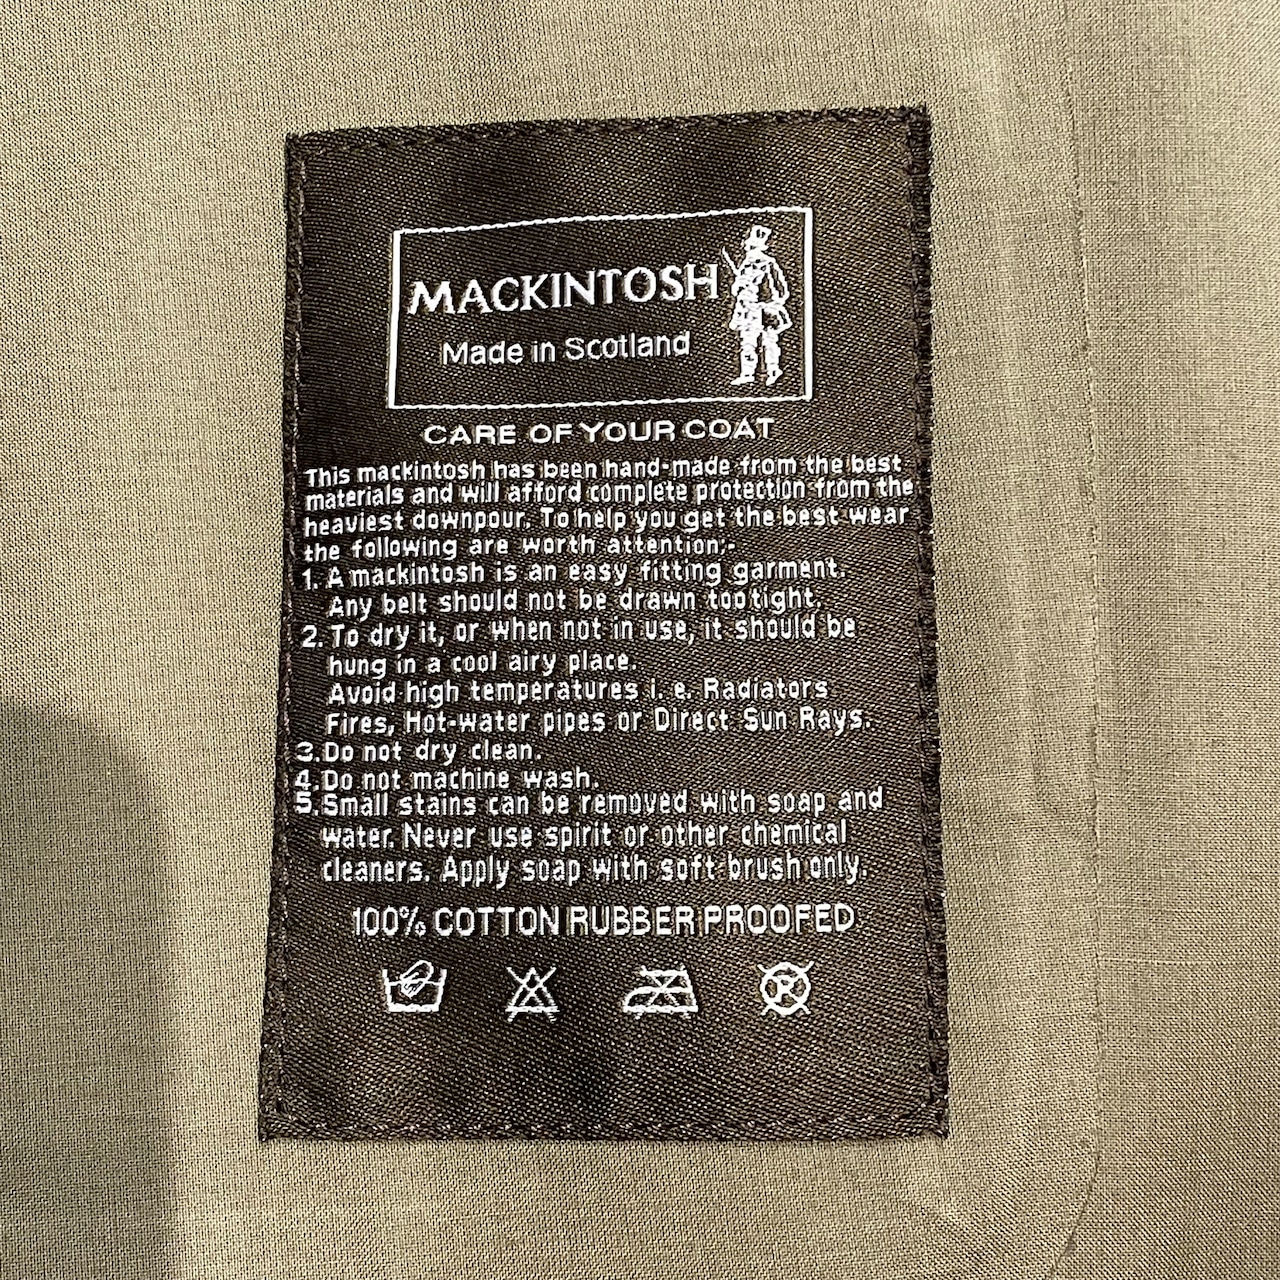 MACKINTOSH
Made in Scotland
CARE OF YOUR COAT
This mackintosh has been hand-made from the best
materials and will afford complete protection from the
heaviest downpour. To help you get the best wear
the following are worth attention:-
1. A mackintosh is an easy fitting garment.
Any belt should not be drawn too tight.
2. To dry it, or when not in use, it should be
hung in a cool airy place.
Avoid high temperatures i. e. Radiators
Fires, Hot-water pipes or Direct Sun Rays.
3. Do not dry clean.
4. Do not machine wash.
5. Small stains can be removed with soap and
water. Never use spirit or other chemical
cleaners. Apply soap with soft brush only.
100% COTTON RUBBER PROOFED
R